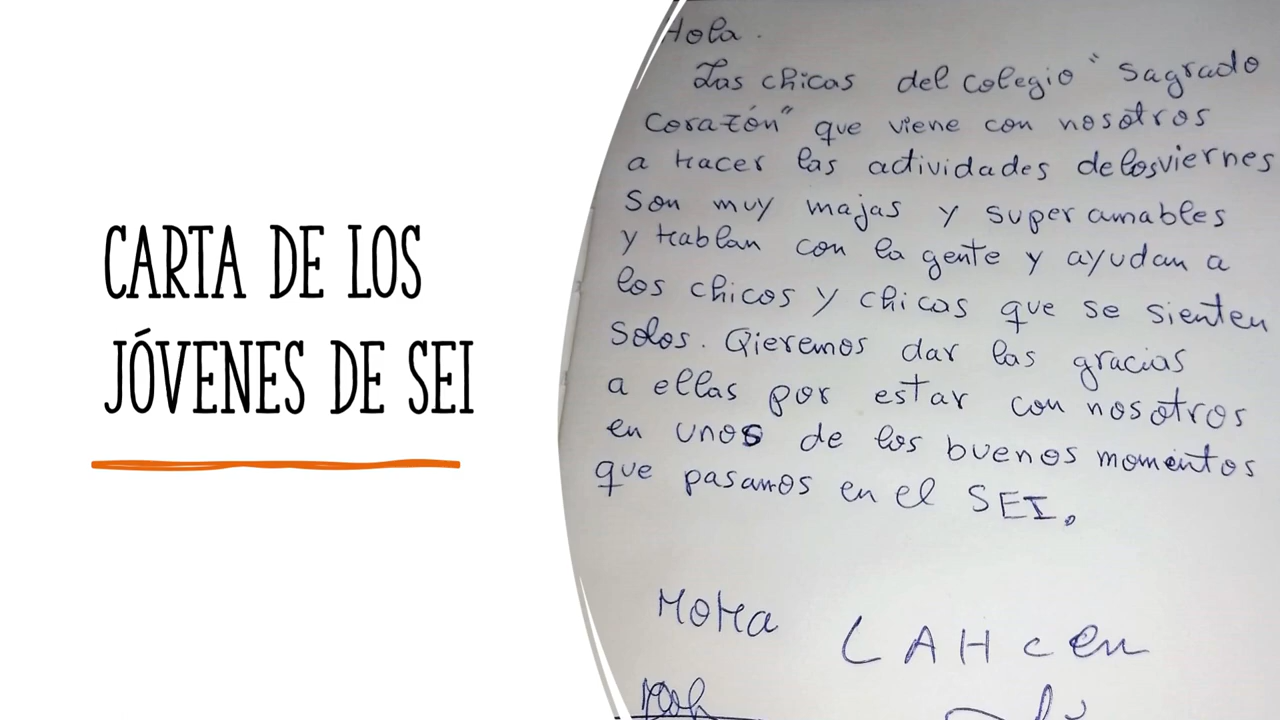 CARTA DE LOS
JÓVENES DE SEI
Hola.
Las chicas del colegio "Sagrado
Corazón" que viene con nosotros
a hacer las actividades delosviernes
son muy majas y super amables
y hablan con la gente y ayudan a
los chicos y chicas que se sienten
solos. Qieremos dar las gracias
a ellas por estar con nosotros
en unos de los buenos momentos
que pasamos en el SEI.
MOHA LAHcen